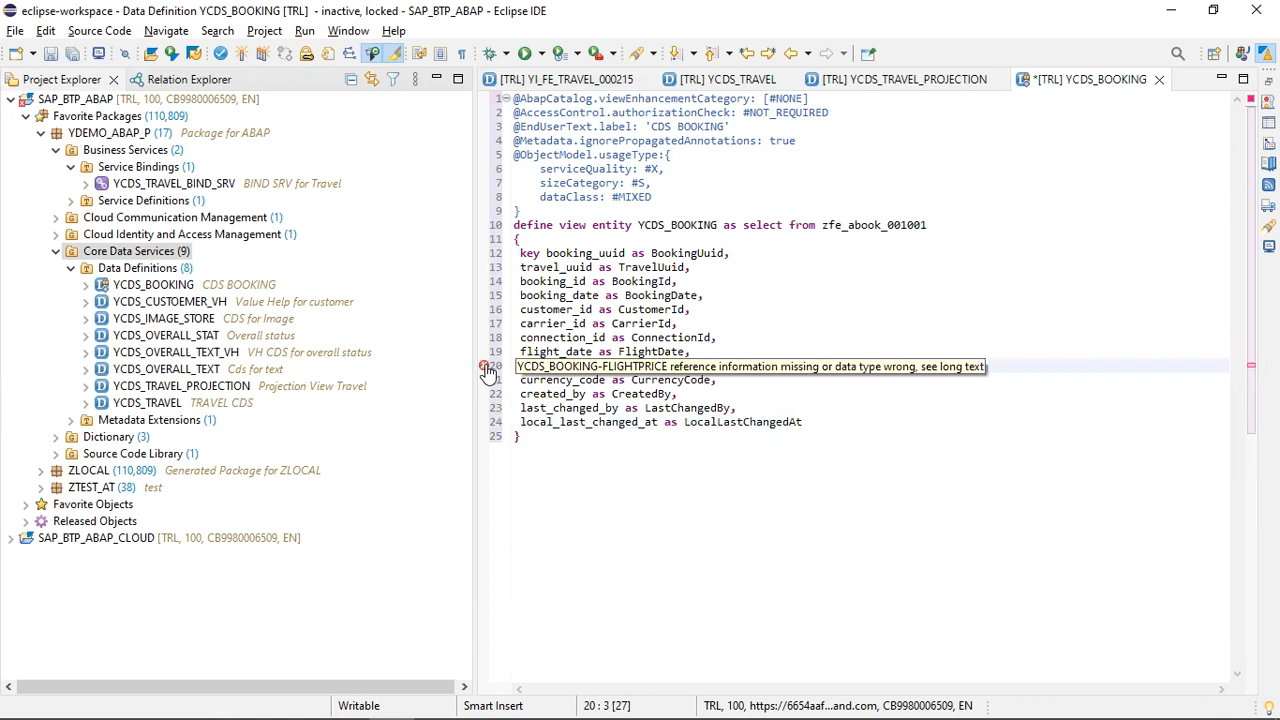 eclipse-workspace - Data Definition YCDS_BOOKING [TRL] - inactive, locked - SAP_BTP_ABAP - Eclipse IDE
File Edit Source Code Navigate Search Project Run Window Help
Project Explorer Relation Explorer
[TRL] YI_FE_TRAVEL_000215 [TRL] YCDS_TRAVEL [TRL] YCDS_TRAVEL_PROJECTION *[TRL] YCDS_BOOKING
SAP_BTP_ABAP [TRL, 100, CB9980006509, EN]
Favorite Packages (110,809)
YDEMO_ABAP_P (17) Package for ABAP
Business Services (2)
Service Bindings (1)
YCDS_TRAVEL_BIND_SRV BIND SRV for Travel
Service Definitions (1)
Cloud Communication Management (1)
Cloud Identity and Access Management (1)
Core Data Services (9)
Data Definitions (8)
YCDS_BOOKING CDS BOOKING
YCDS_CUSTOEMER_VH Value Help for customer
YCDS_IMAGE_STORE CDS for Image
YCDS_OVERALL_STAT Overall status
YCDS_OVERALL_TEXT_VH VH CDS for overall status
YCDS_OVERALL_TEXT Cds for text
YCDS_TRAVEL_PROJECTION Projection View Travel
YCDS_TRAVEL TRAVEL CDS
Metadata Extensions (1)
Dictionary (3)
Source Code Library (1)
ZLOCAL (110,809) Generated Package for ZLOCAL
ZTEST_AT (38) test
Favorite Objects
Released Objects
SAP_BTP_ABAP_CLOUD [TRL, 100, CB9980006509, EN]
1 @AbapCatalog.viewEnhancementCategory: [#NONE]
2 @AccessControl.authorizationCheck: #NOT_REQUIRED
3 @EndUserText.label: 'CDS BOOKING'
4 @Metadata.ignorePropagatedAnnotations: true
5 @ObjectModel.usageType:{
6 serviceQuality: #X,
7 sizeCategory: #S,
8 dataClass: #MIXED
9 }
10 define view entity YCDS_BOOKING as select from zfe_abook_001001
11 {
12 key booking_uuid as BookingUuid,
13 travel_uuid as TravelUuid,
14 booking_id as BookingId,
15 booking_date as BookingDate,
16 customer_id as CustomerId,
17 carrier_id as CarrierId,
18 connection_id as ConnectionId,
19 flight_date as FlightDate,
20 YCDS_BOOKING-FLIGHTPRICE reference information missing or data type wrong, see long text
currency_code as CurrencyCode,
22 created_by as CreatedBy,
23 last_changed_by as LastChangedBy,
24 local_last_changed_at as LocalLastChangedAt
25 }
Writable Smart Insert 20 : 3 [27] TRL, 100, https://6654aaf...and.com, CB9980006509, EN